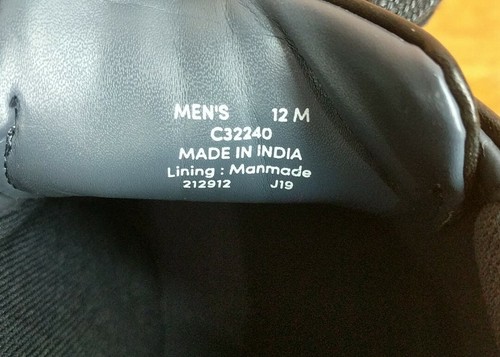 MEN'S 12 M
C32240
MADE IN INDIA
Lining : Manmade
212912 J19